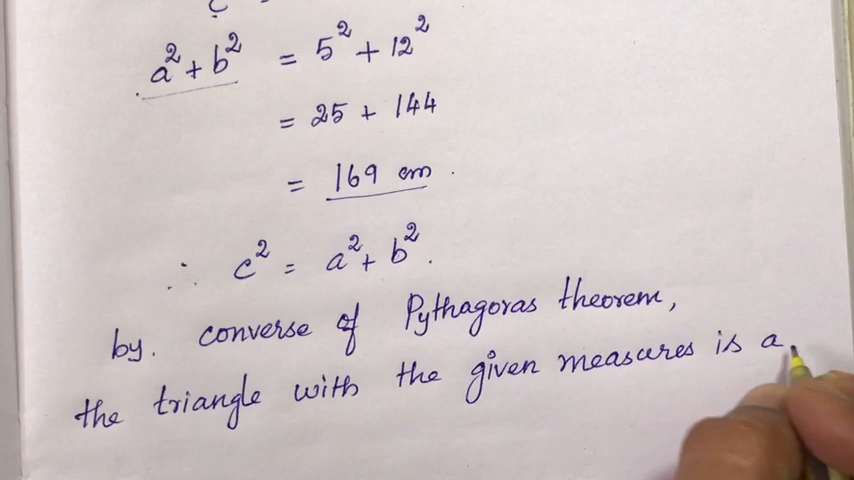 a² + b² = 5² + 12²
= 25 + 144
= 169 cm.
∴ c² = a² + b².
by. converse of Pythagoras theorem,
the triangle with the given measures is a